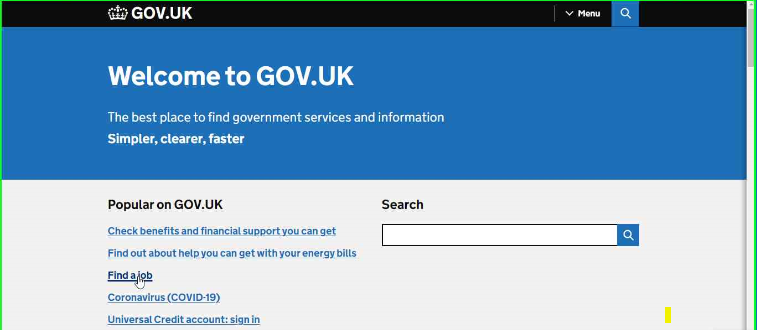 GOV.UK
Menu
Welcome to GOV.UK
The best place to find government services and information
Simpler, clearer, faster
Popular on GOV.UK
Check benefits and financial support you can get
Find out about help you can get with your energy bills
Find a job
Coronavirus (COVID-19)
Universal Credit account: sign in
Search